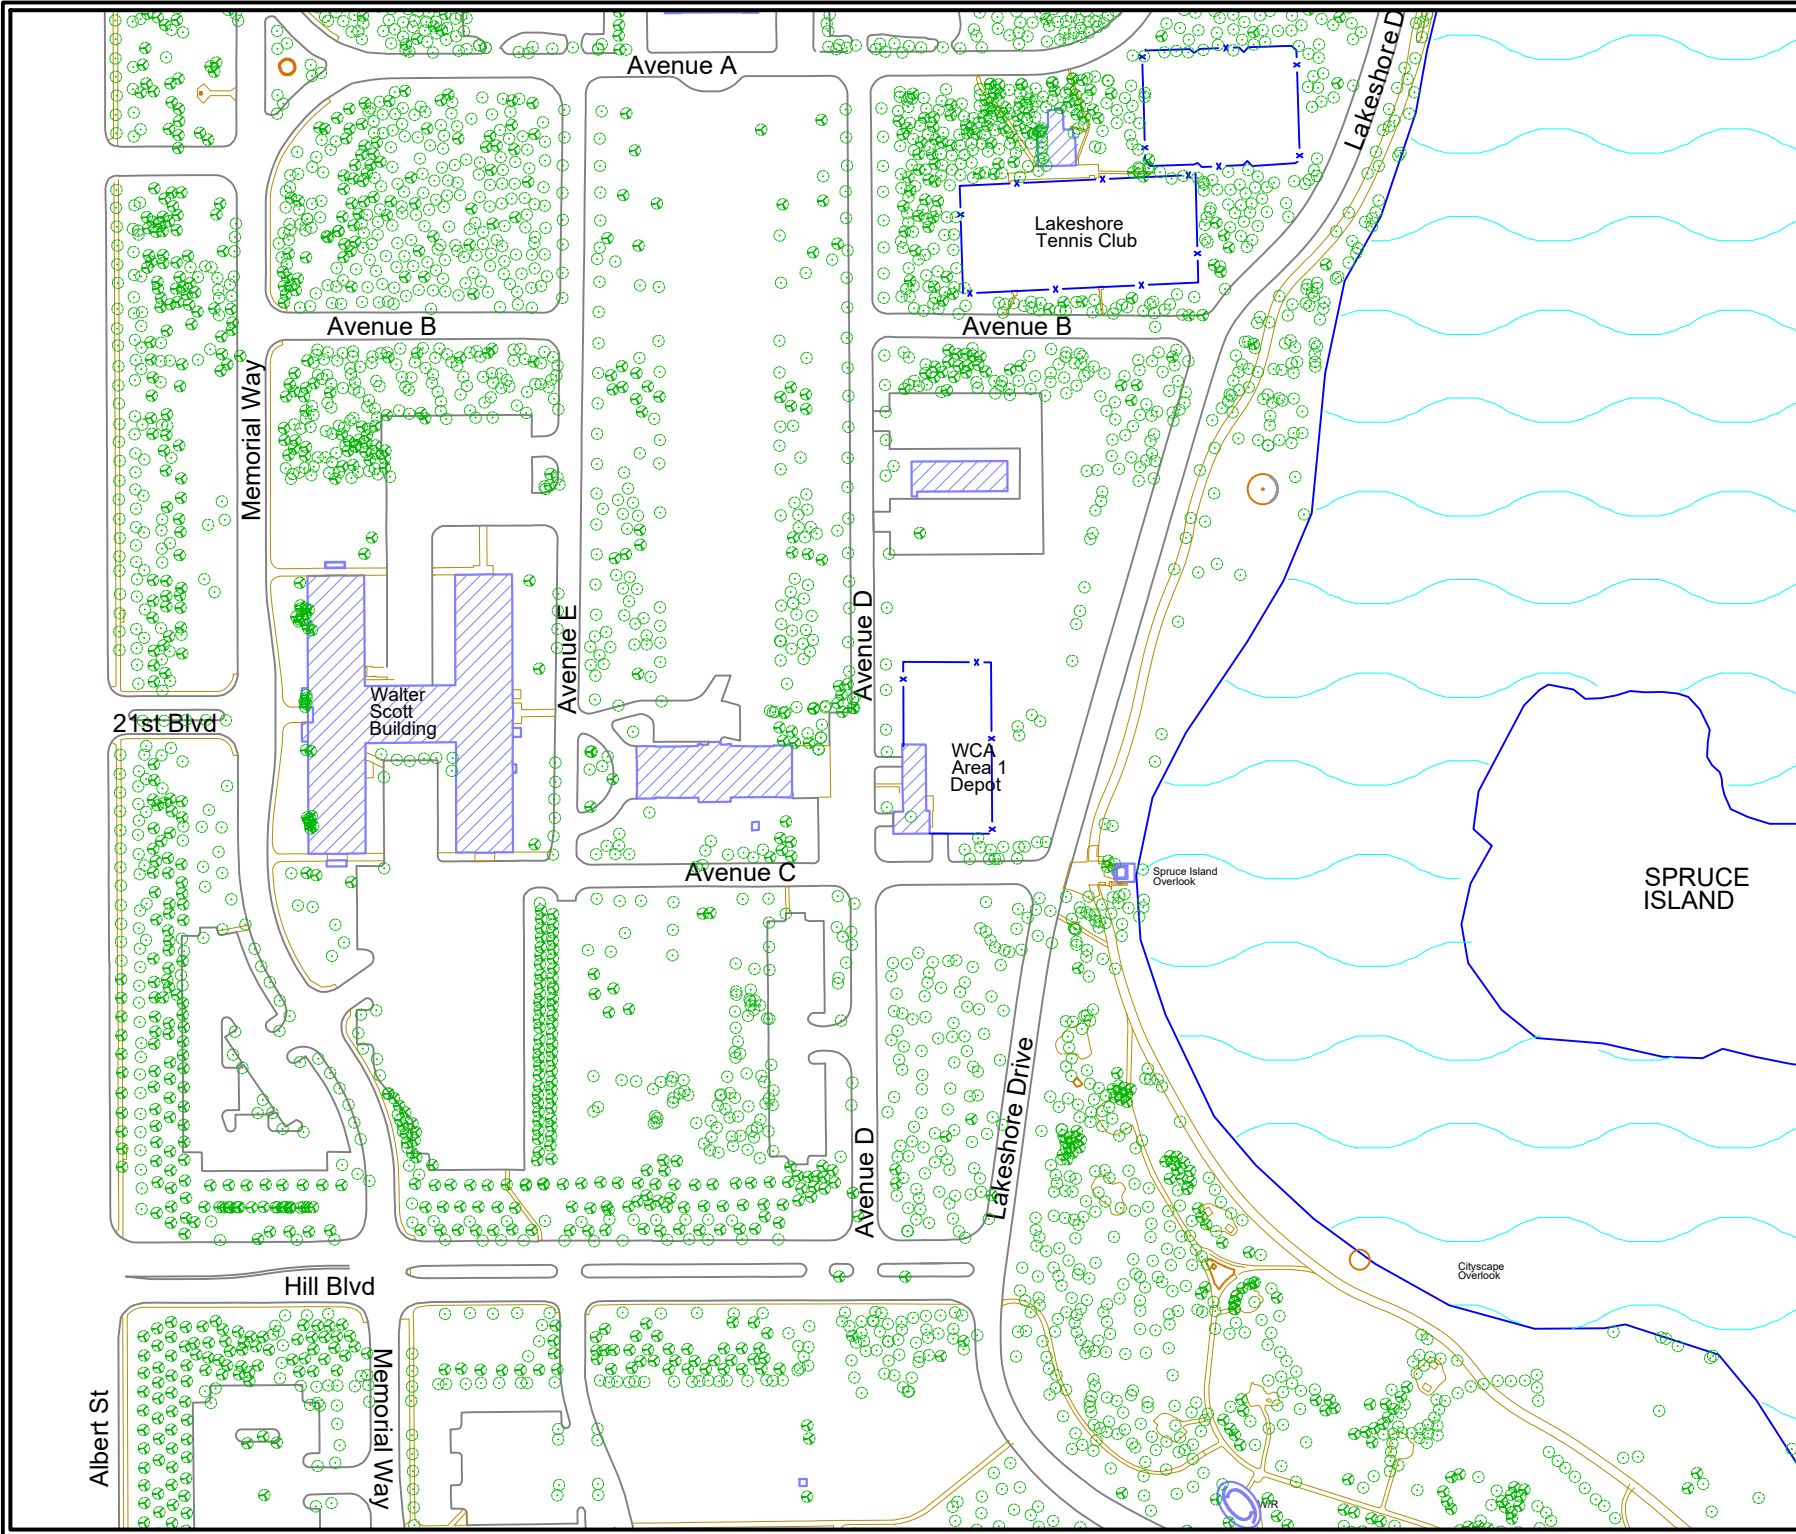 Avenue A
Lakeshore D
Lakeshore
Tennis Club
Avenue B
Avenue B
Memorial Way
Avenue E
Avenue D
Walter
Scott
Building
21st Blvd
WCA
Area 1
Depot
Avenue C
Spruce Island
Overlook
SPRUCE
ISLAND
Lakeshore Drive
Avenue D
Hill Blvd
Cityscape
Overlook
Memorial Way
Albert St
W/R